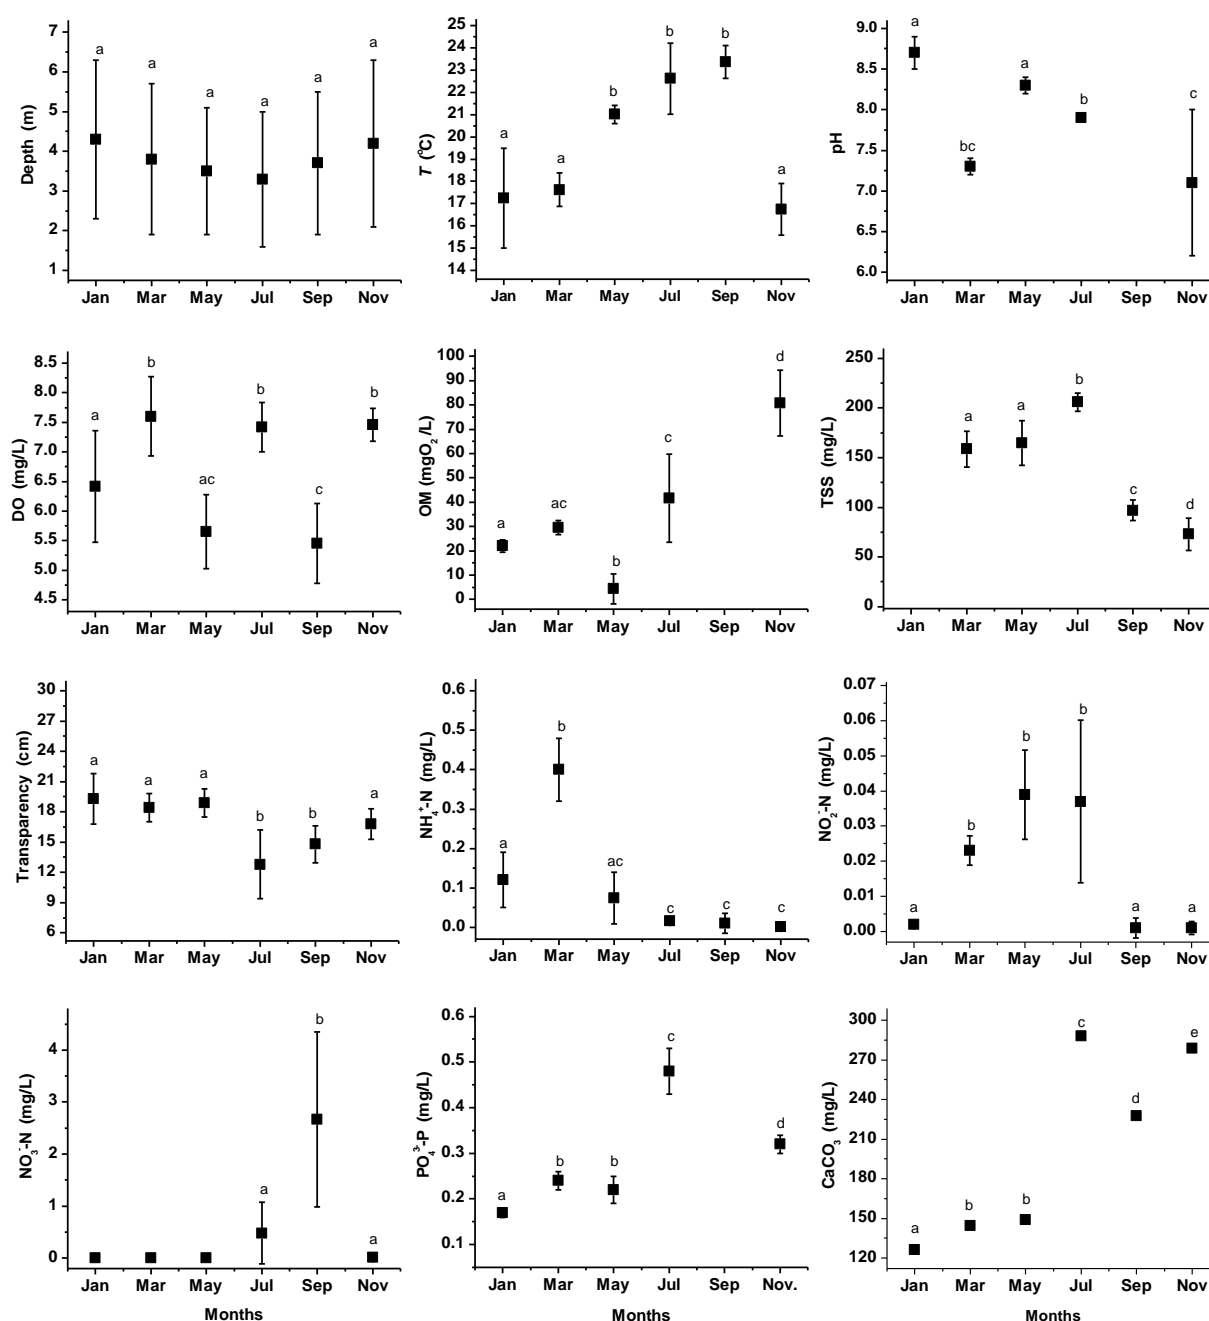 Depth (m)
7
6
5
4
3
2
1
a a a a a a
Jan Mar May Jul Sep Nov
T (°C)
25
24
23
22
21
20
19
18
17
16
15
14
a a b b b a
Jan Mar May Jul Sep Nov
pH
9.0
8.5
8.0
7.5
7.0
6.5
6.0
a bc a b c
Jan Mar May Jul Sep Nov
DO (mg/L)
8.5
8.0
7.5
7.0
6.5
6.0
5.5
5.0
4.5
a b ac b c b
Jan Mar May Jul Sep Nov
OM (mgO₂/L)
100
90
80
70
60
50
40
30
20
10
0
a ac b c d
Jan Mar May Jul Sep Nov
TSS (mg/L)
250
200
150
100
50
0
a a b c d
Jan Mar May Jul Sep Nov
Transparency (cm)
30
27
24
21
18
15
12
9
6
a a a b b a
Jan Mar May Jul Sep Nov
NH₄⁺-N (mg/L)
0.6
0.5
0.4
0.3
0.2
0.1
0.0
a b ac c c c
Jan Mar May Jul Sep Nov
NO₂⁻-N (mg/L)
0.07
0.06
0.05
0.04
0.03
0.02
0.01
0.00
a b b b a a
Jan Mar May Jul Sep Nov
NO₃⁻-N (mg/L)
4
3
2
1
0
a b a
Jan Mar May Jul Sep Nov
Months
PO₄³⁻-P (mg/L)
0.6
0.5
0.4
0.3
0.2
0.1
a b b c d
Jan Mar May Jul Sep Nov.
Months
CaCO₃ (mg/L)
300
270
240
210
180
150
120
a b b c d e
Jan Mar May Jul Sep Nov
Months